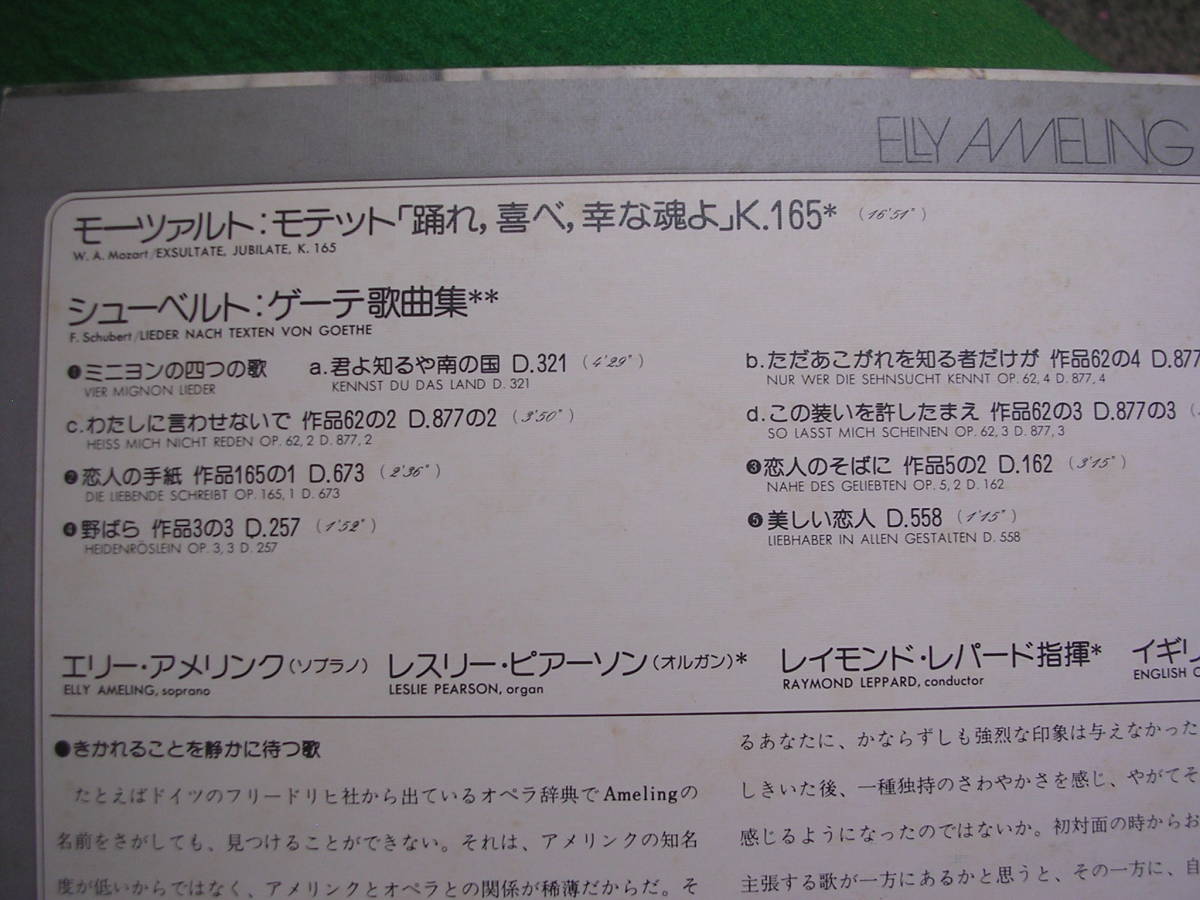 ELLY AMELING
モーツァルト：モテット「踊れ，喜べ，幸な魂よ」K.165* (16'51")
W. A. Mozart/EXSULTATE, JUBILATE, K. 165
シューベルト：ゲーテ歌曲集**
F. Schubert/LIEDER NACH TEXTEN VON GOETHE
❶ミニヨンの四つの歌 a.君よ知るや南の国 D.321 (4'29")
VIER MIGNON LIEDER KENNST DU DAS LAND D. 321
b.ただあこがれを知る者だけが 作品62の4 D.877
NUR WER DIE SEHNSUCHT KENNT OP. 62, 4 D. 877, 4
c.わたしに言わせないで 作品62の2 D.877の2 (3'50")
HEISS MICH NICHT REDEN OP. 62, 2 D. 877, 2
d.この装いを許したまえ 作品62の3 D.877の3
SO LASST MICH SCHEINEN OP. 62, 3 D. 877, 3
❷恋人の手紙 作品165の1 D.673 (2'36")
DIE LIEBENDE SCHREIBT OP. 165, 1 D. 673
❸恋人のそばに 作品5の2 D.162 (3'15")
NAHE DES GELIEBTEN OP. 5, 2 D. 162
❹野ばら 作品3の3 D.257 (1'52")
HEIDENRÖSLEIN OP. 3, 3 D. 257
❺美しい恋人 D.558 (1'15")
LIEBHABER IN ALLEN GESTALTEN D. 558
エリー・アメリンク(ソプラノ) レスリー・ピアーソン(オルガン)* レイモンド・レパード指揮* イギリ
ELLY AMELING, soprano LESLIE PEARSON, organ RAYMOND LEPPARD, conductor ENGLISH
●きかれることを静かに待つ歌
たとえばドイツのフリードリヒ社から出ているオペラ辞典でAmelingの
名前をさがしても、見つけることができない。それは、アメリンクの知名
度が低いからではなく、アメリンクとオペラとの関係が稀薄だからだ。そ
るあなたに、かならずしも強烈な印象は与えなかった
しきいた後、一種独持のさわやかさを感じ、やがてそ
感じるようになったのではないか。初対面の時からお
主張する歌が一方にあるかと思うと、その一方に、自